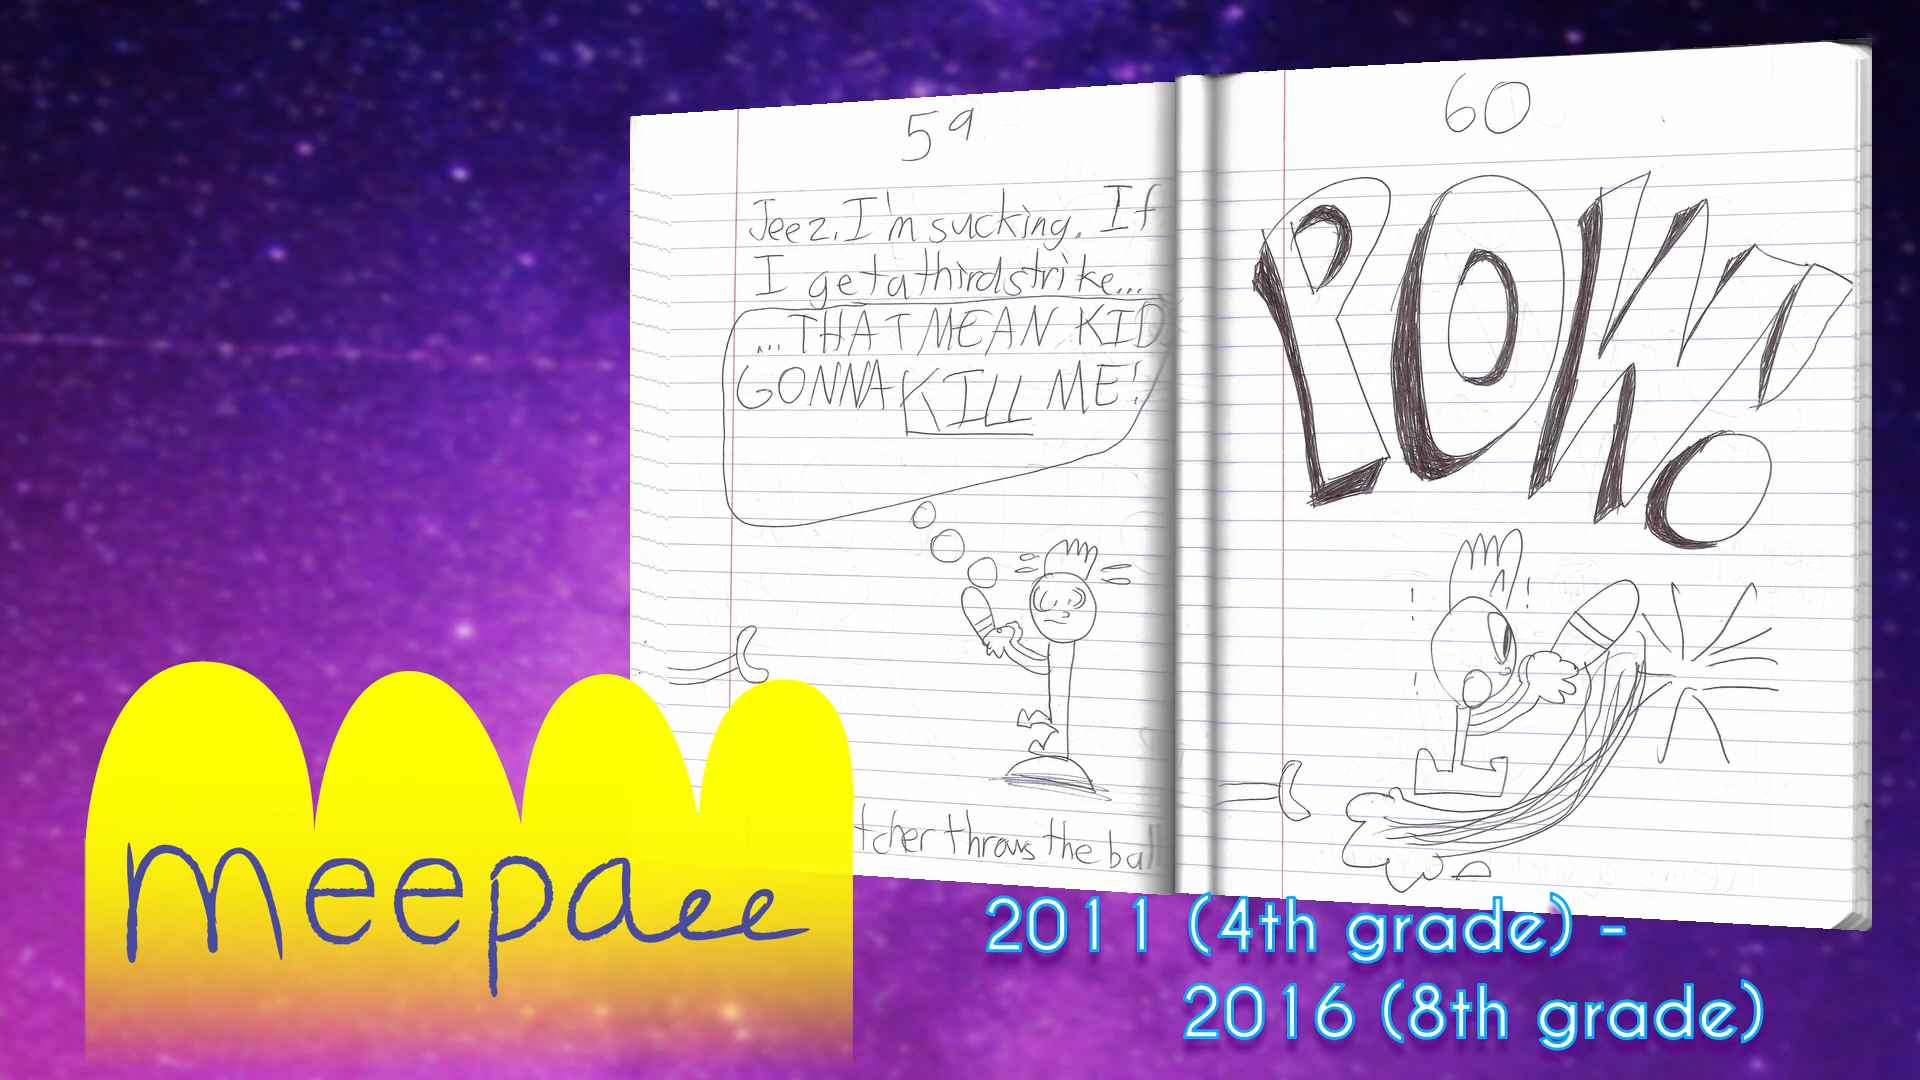 59
Jeez. I'm sucking. If
I get a third strike...
...THAT MEAN KID
GONNA KILL ME!
tcher throws the bal
60
POW!
meepaee
2011 (4th grade) -
2016 (8th grade)